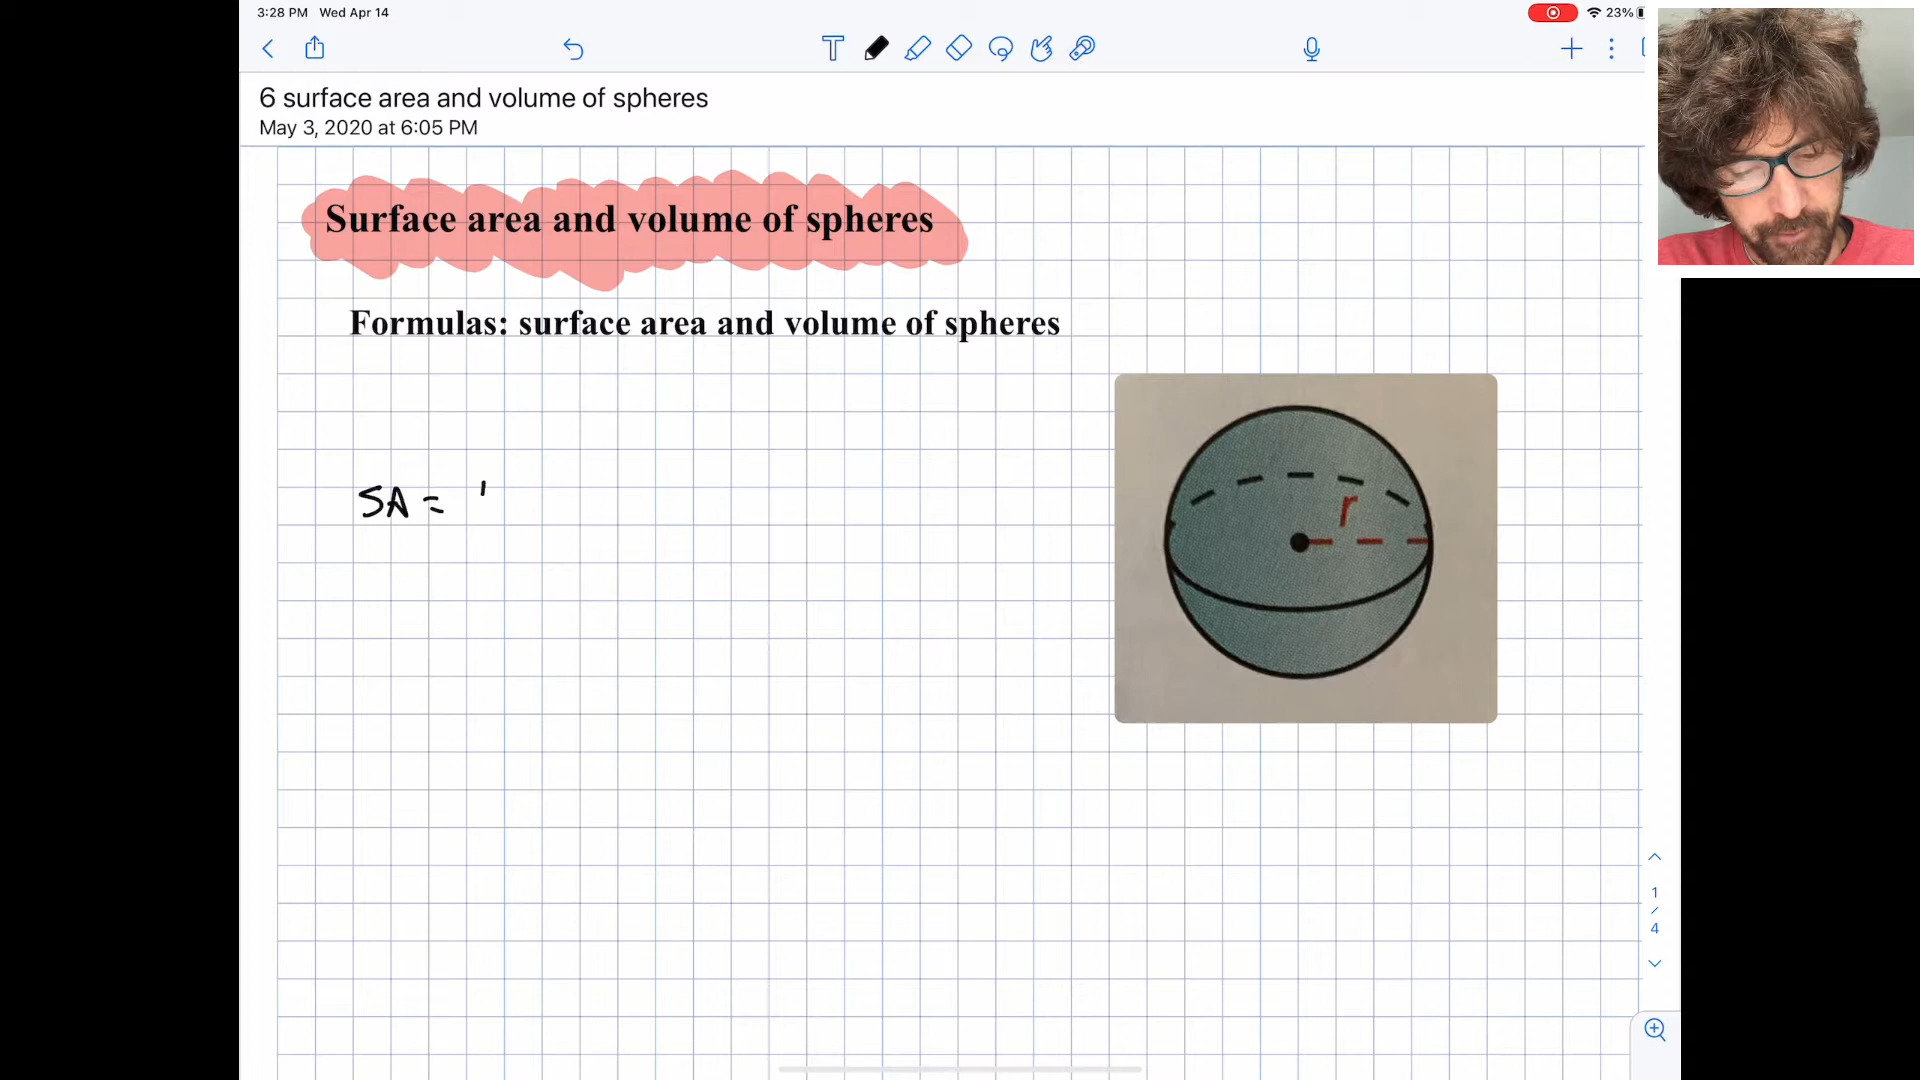 3:28 PM Wed Apr 14
23%
6 surface area and volume of spheres
May 3, 2020 at 6:05 PM
Surface area and volume of spheres
Formulas: surface area and volume of spheres
r
SA =
1
/
4